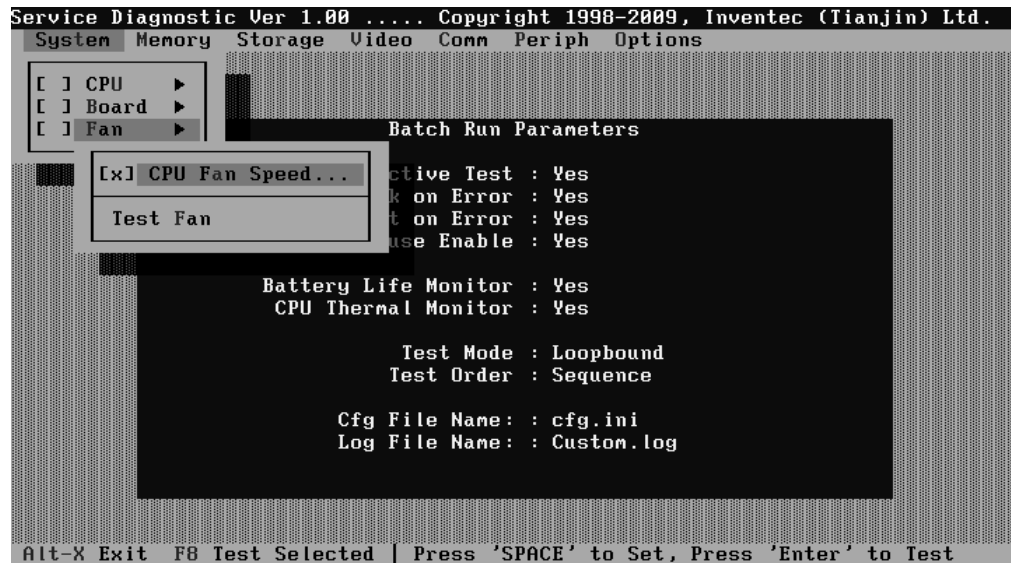 Service Diagnostic Ver 1.00 ..... Copyright 1998-2009, Inventec (Tianjin) Ltd.
System Memory Storage Video Comm Periph Options
[ ] CPU ►
[ ] Board ►
[ ] Fan ►
[x] CPU Fan Speed...
Test Fan
Batch Run Parameters
ctive Test : Yes
k on Error : Yes
t on Error : Yes
use Enable : Yes
Battery Life Monitor : Yes
CPU Thermal Monitor : Yes
Test Mode : Loopbound
Test Order : Sequence
Cfg File Name: : cfg.ini
Log File Name: : Custom.log
Alt-X Exit F8 Test Selected | Press 'SPACE' to Set, Press 'Enter' to Test